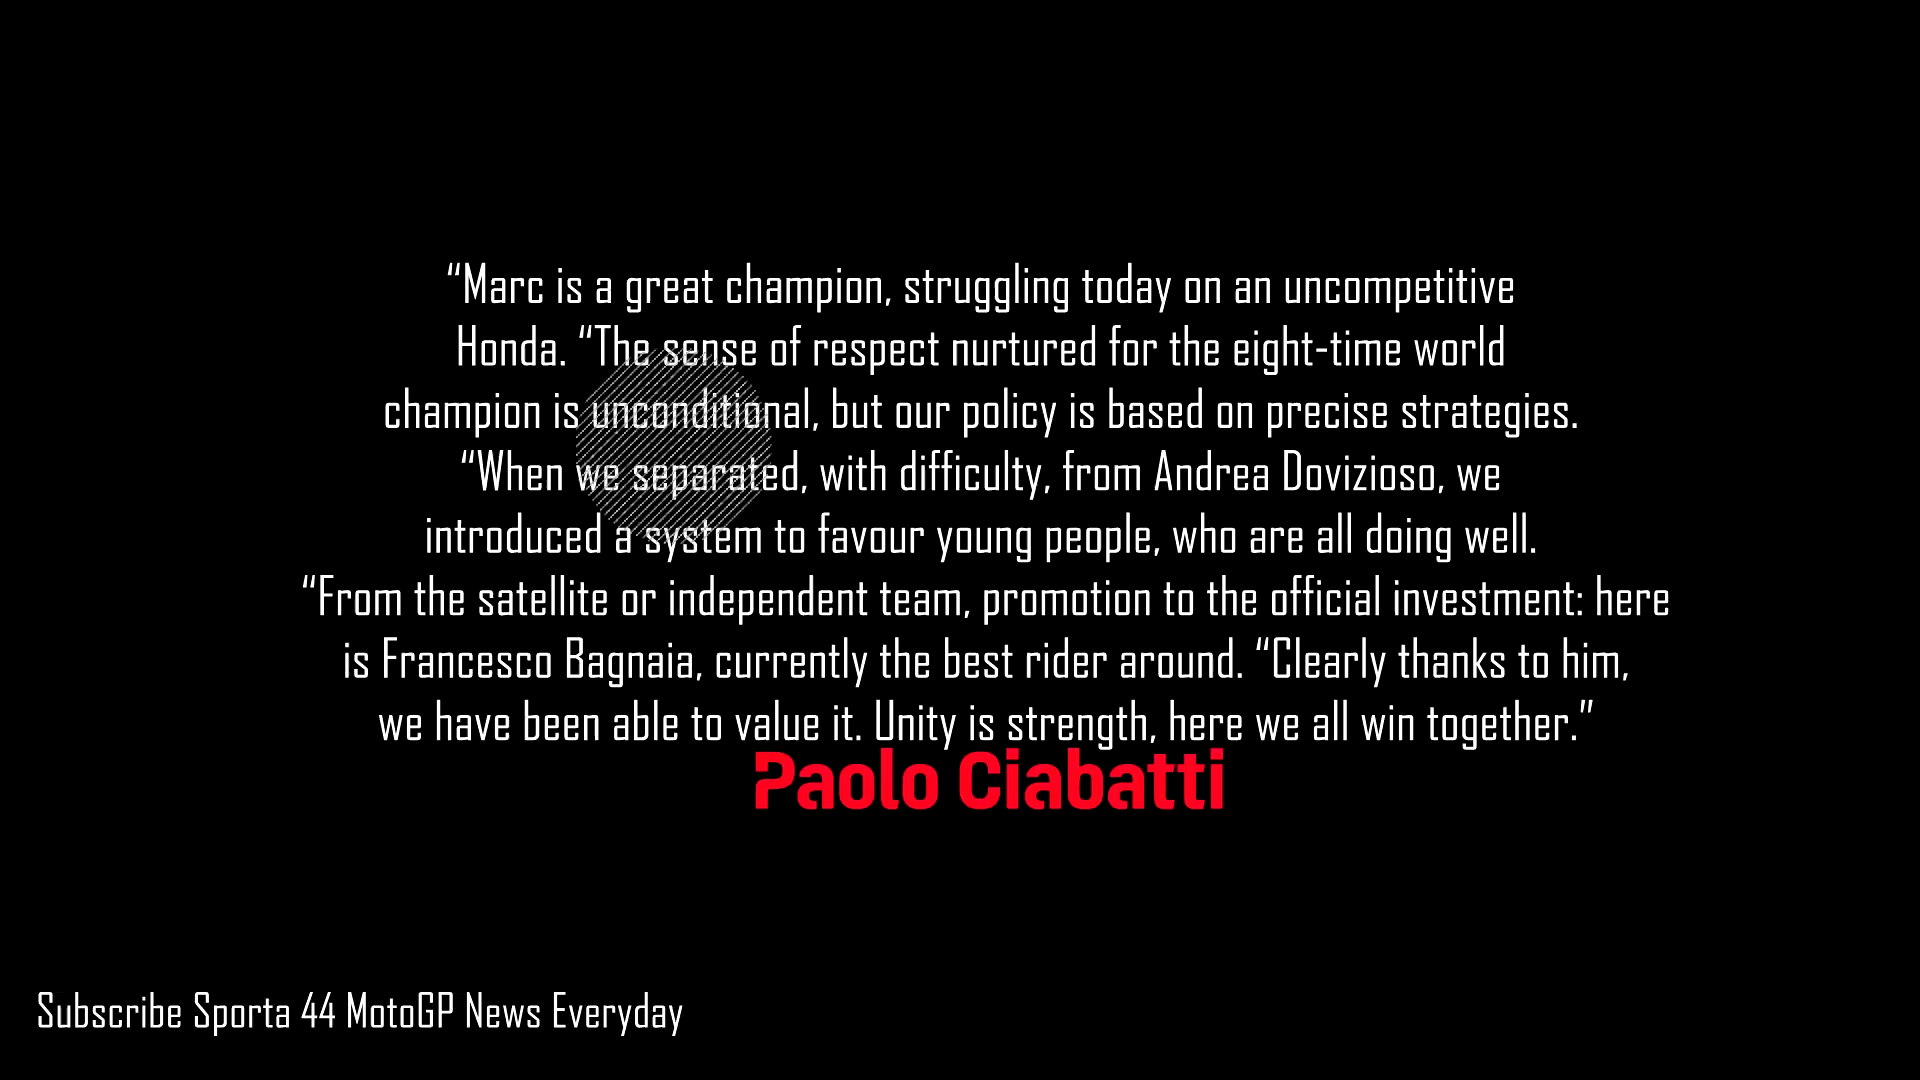 “Marc is a great champion, struggling today on an uncompetitive
Honda. “The sense of respect nurtured for the eight-time world
champion is unconditional, but our policy is based on precise strategies.
“When we separated, with difficulty, from Andrea Dovizioso, we
introduced a system to favour young people, who are all doing well.
“From the satellite or independent team, promotion to the official investment: here
is Francesco Bagnaia, currently the best rider around. “Clearly thanks to him,
we have been able to value it. Unity is strength, here we all win together.”
Paolo Ciabatti
Subscribe Sporta 44 MotoGP News Everyday